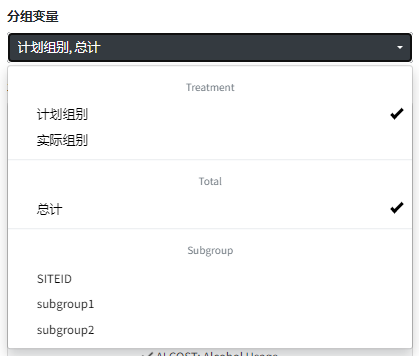 分组变量
计划组别, 总计
Treatment
计划组别
实际组别
Total
总计
Subgroup
SITEID
subgroup1
subgroup2